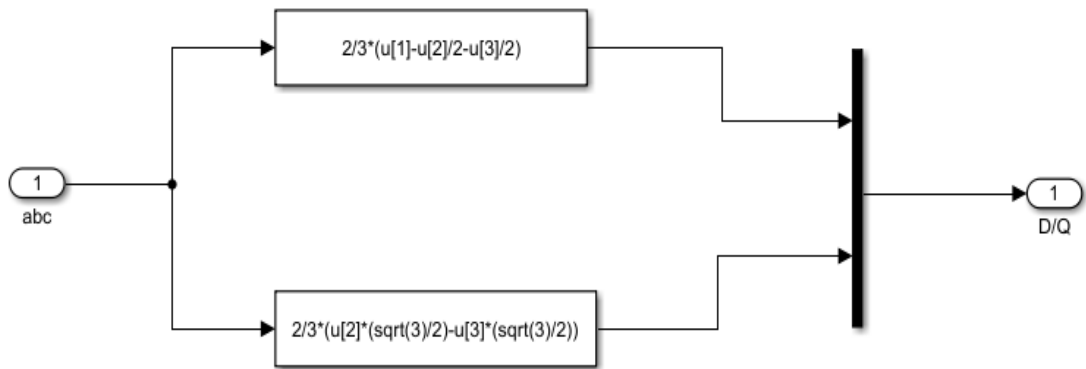 2/3*(u[1]-u[2]/2-u[3]/2)
1
abc
1
D/Q
2/3*(u[2]*(sqrt(3)/2)-u[3]*(sqrt(3)/2))